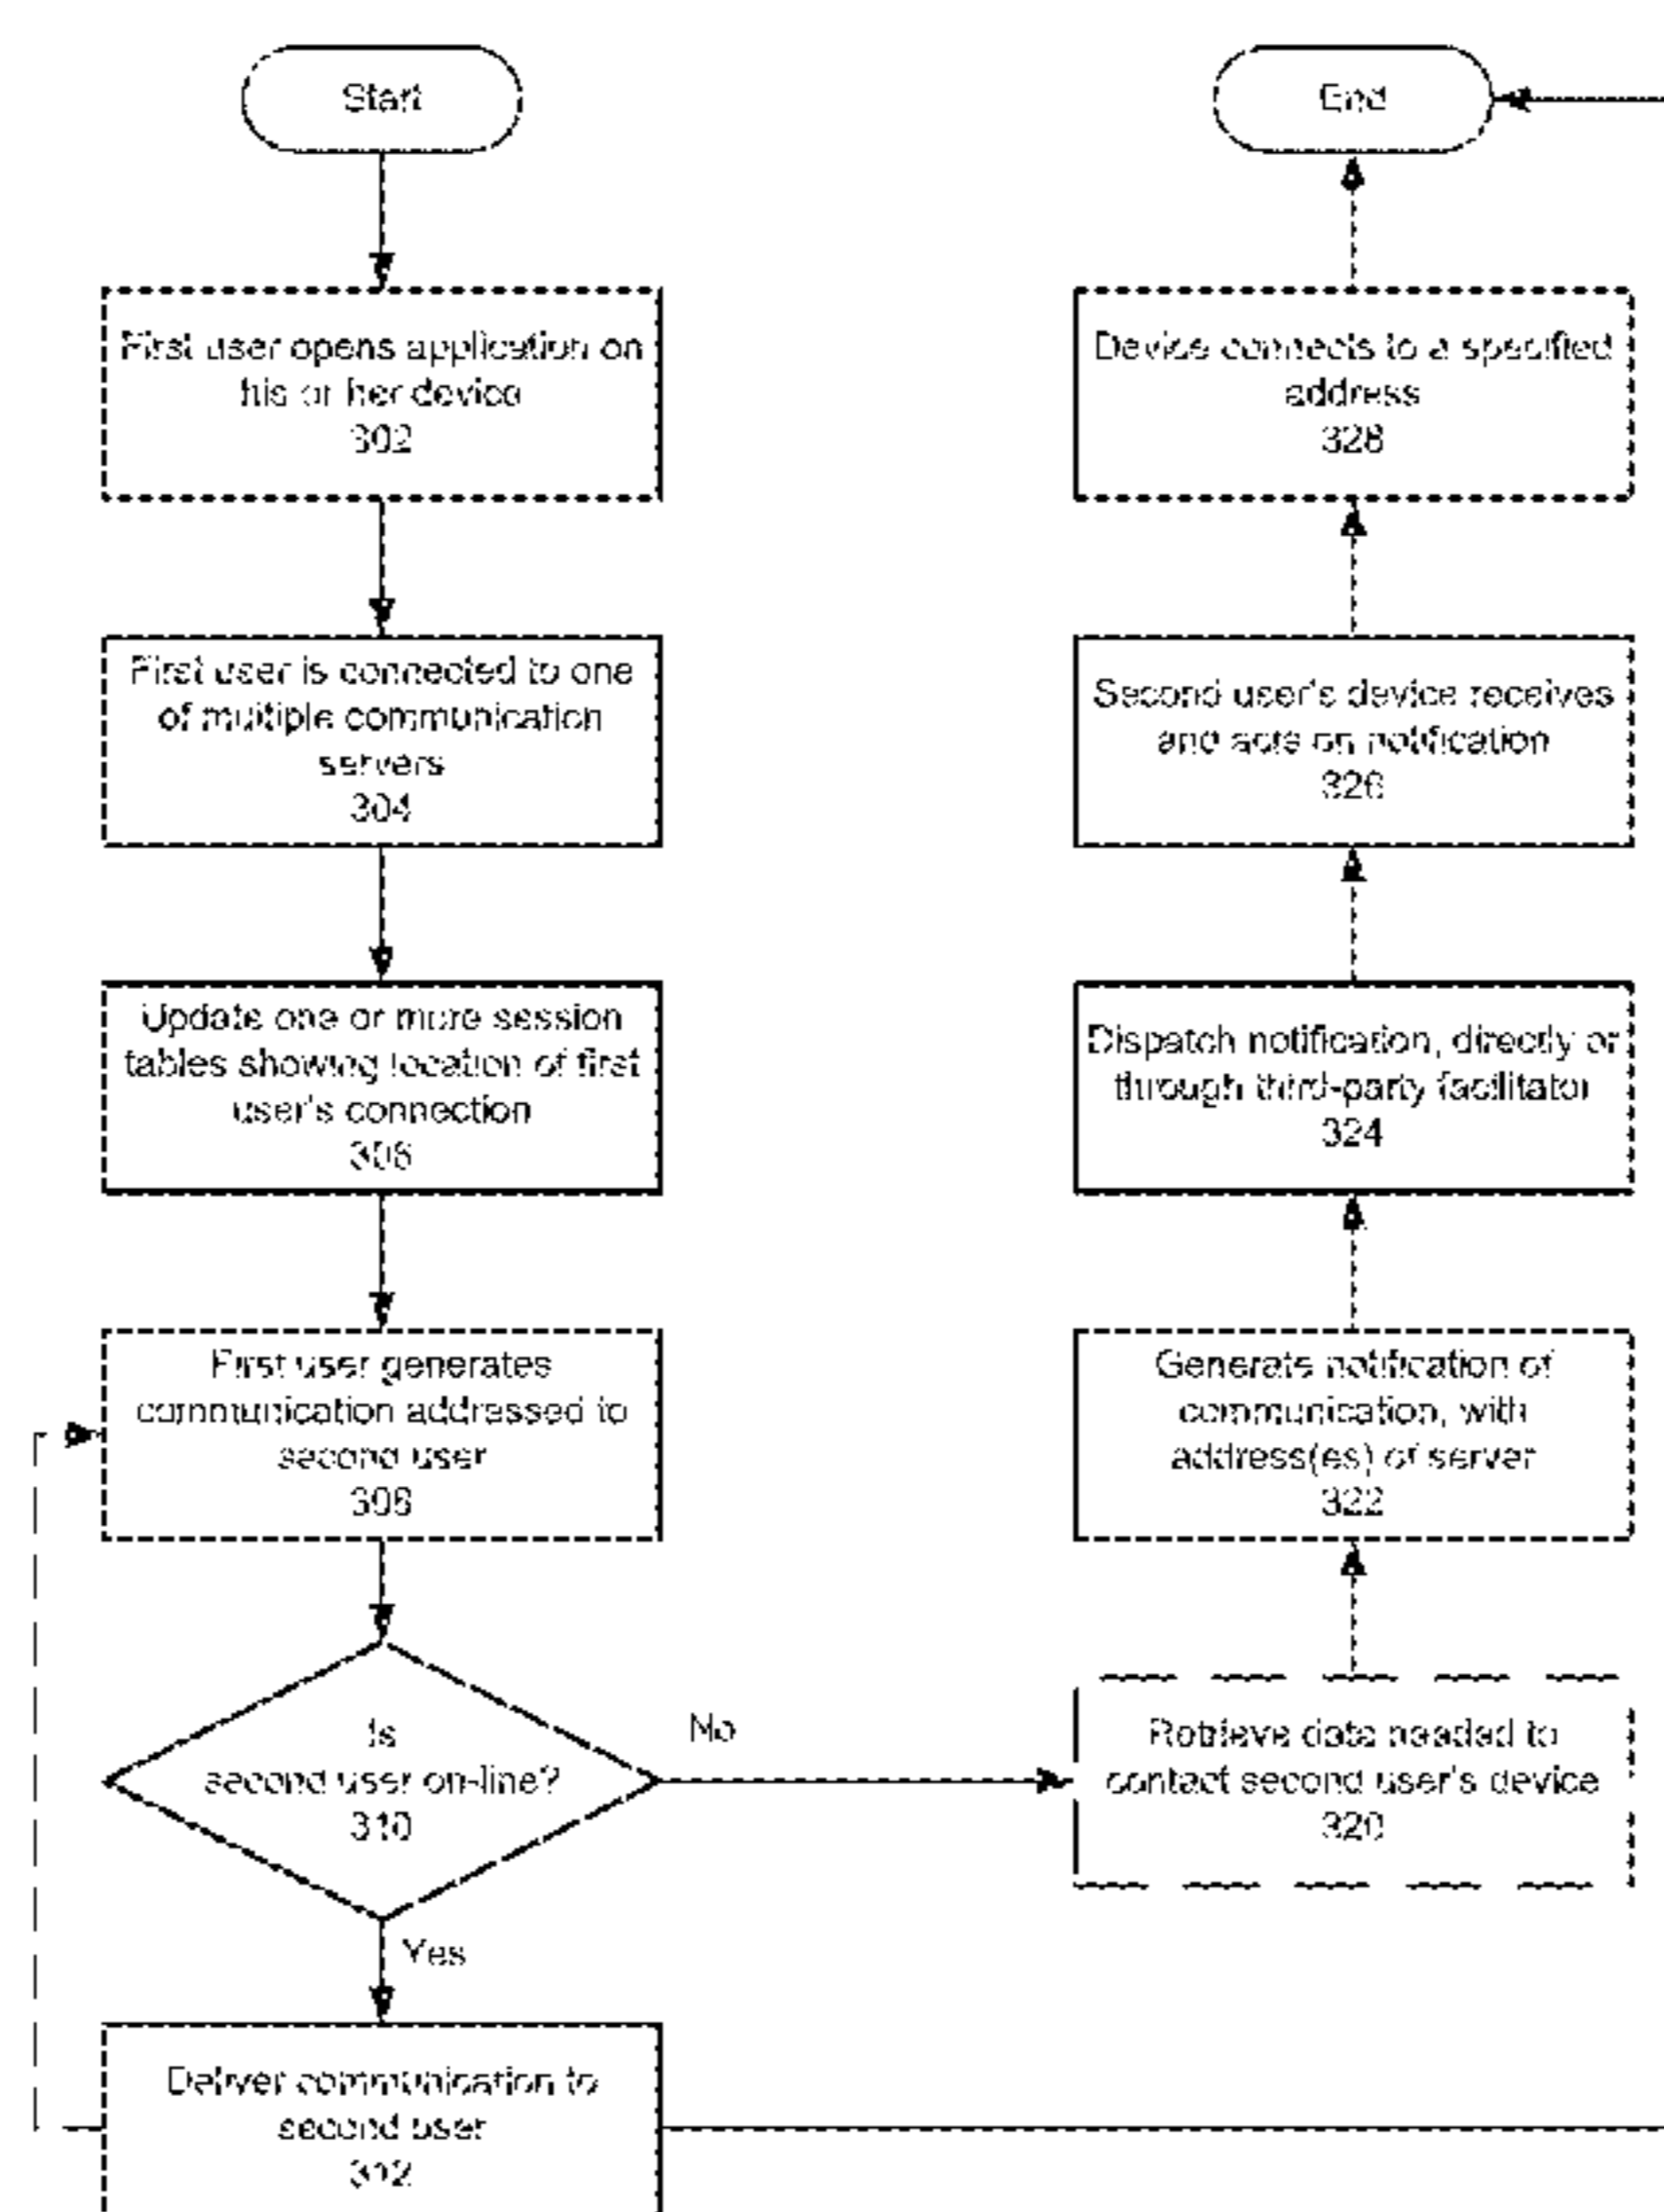 Start
First user opens application on
his or her device
302
First user is connected to one
of multiple communication
servers
304
Update one or more session
tables showing location of first
user's connection
306
First user generates
communication addressed to
second user
308
Is
second user on-line?
310
No
Yes
Deliver communication to
second user
312
End
Device connects to a specified
address
328
Second user's device receives
and acts on notification
326
Dispatch notification, directly or
through third-party facilitator
324
Generate notification of
communication, with
address(es) of server
322
Retrieve data needed to
contact second user's device
320